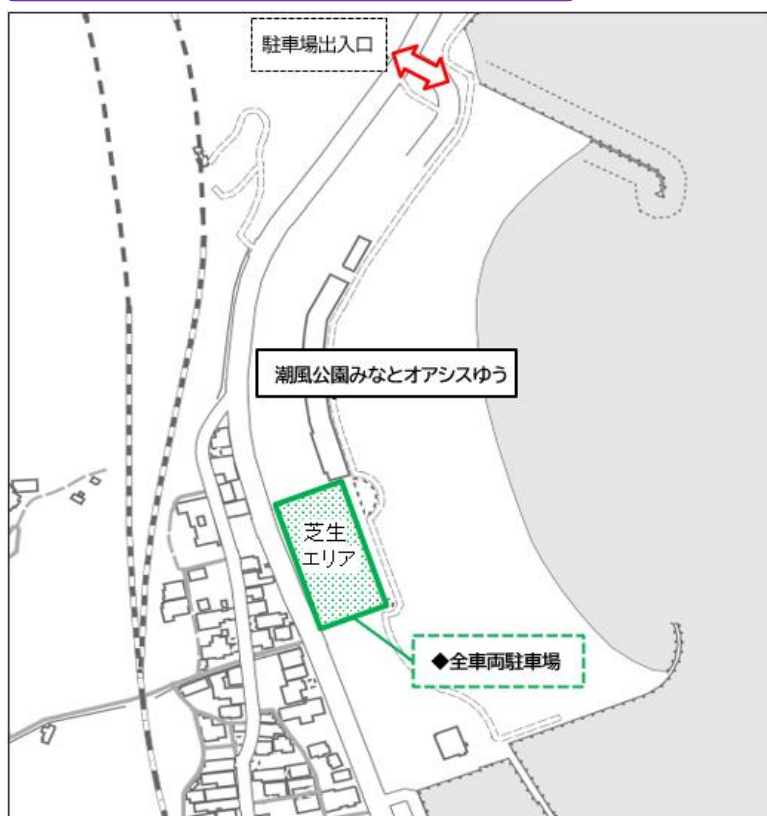 駐車場出入口
潮風公園みなとオアシスゆう
芝生
エリア
◆全車両駐車場